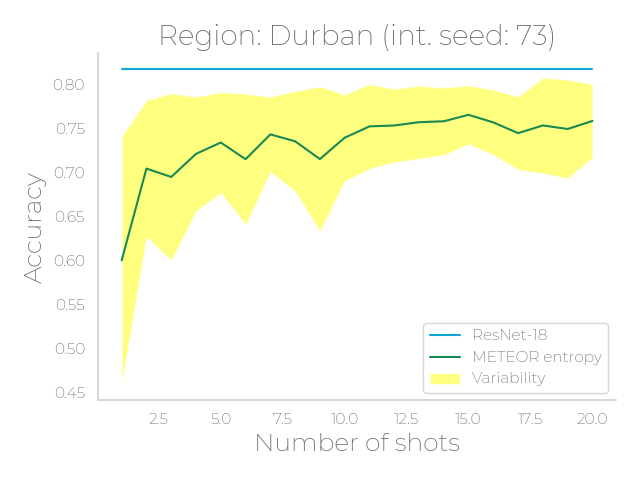 Region: Durban (int. seed: 73)
Accuracy
0.80
0.75
0.70
0.65
0.60
0.55
0.50
0.45
ResNet-18
METEOR entropy
Variability
2.5 5.0 7.5 10.0 12.5 15.0 17.5 20.0
Number of shots